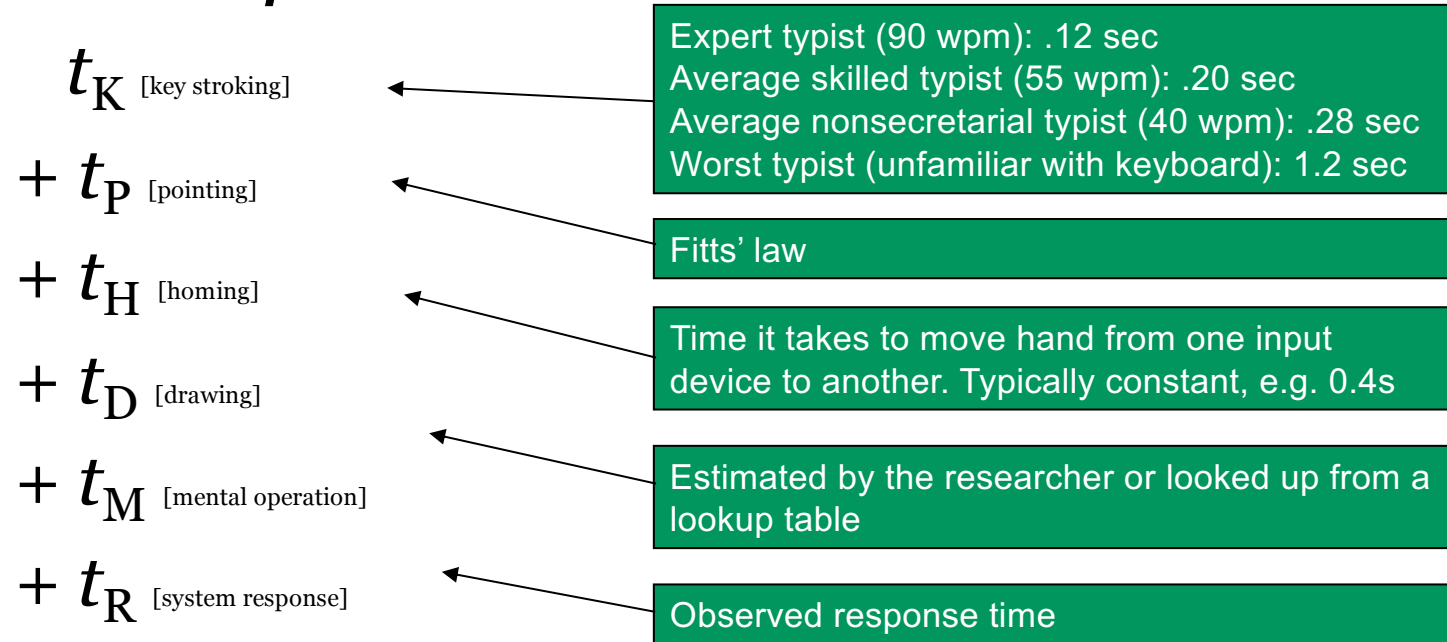 t_K [key stroking]
Expert typist (90 wpm): .12 sec
Average skilled typist (55 wpm): .20 sec
Average nonsecretarial typist (40 wpm): .28 sec
Worst typist (unfamiliar with keyboard): 1.2 sec
+ t_P [pointing]
Fitts’ law
+ t_H [homing]
Time it takes to move hand from one input
device to another. Typically constant, e.g. 0.4s
+ t_D [drawing]
+ t_M [mental operation]
Estimated by the researcher or looked up from a
lookup table
+ t_R [system response]
Observed response time